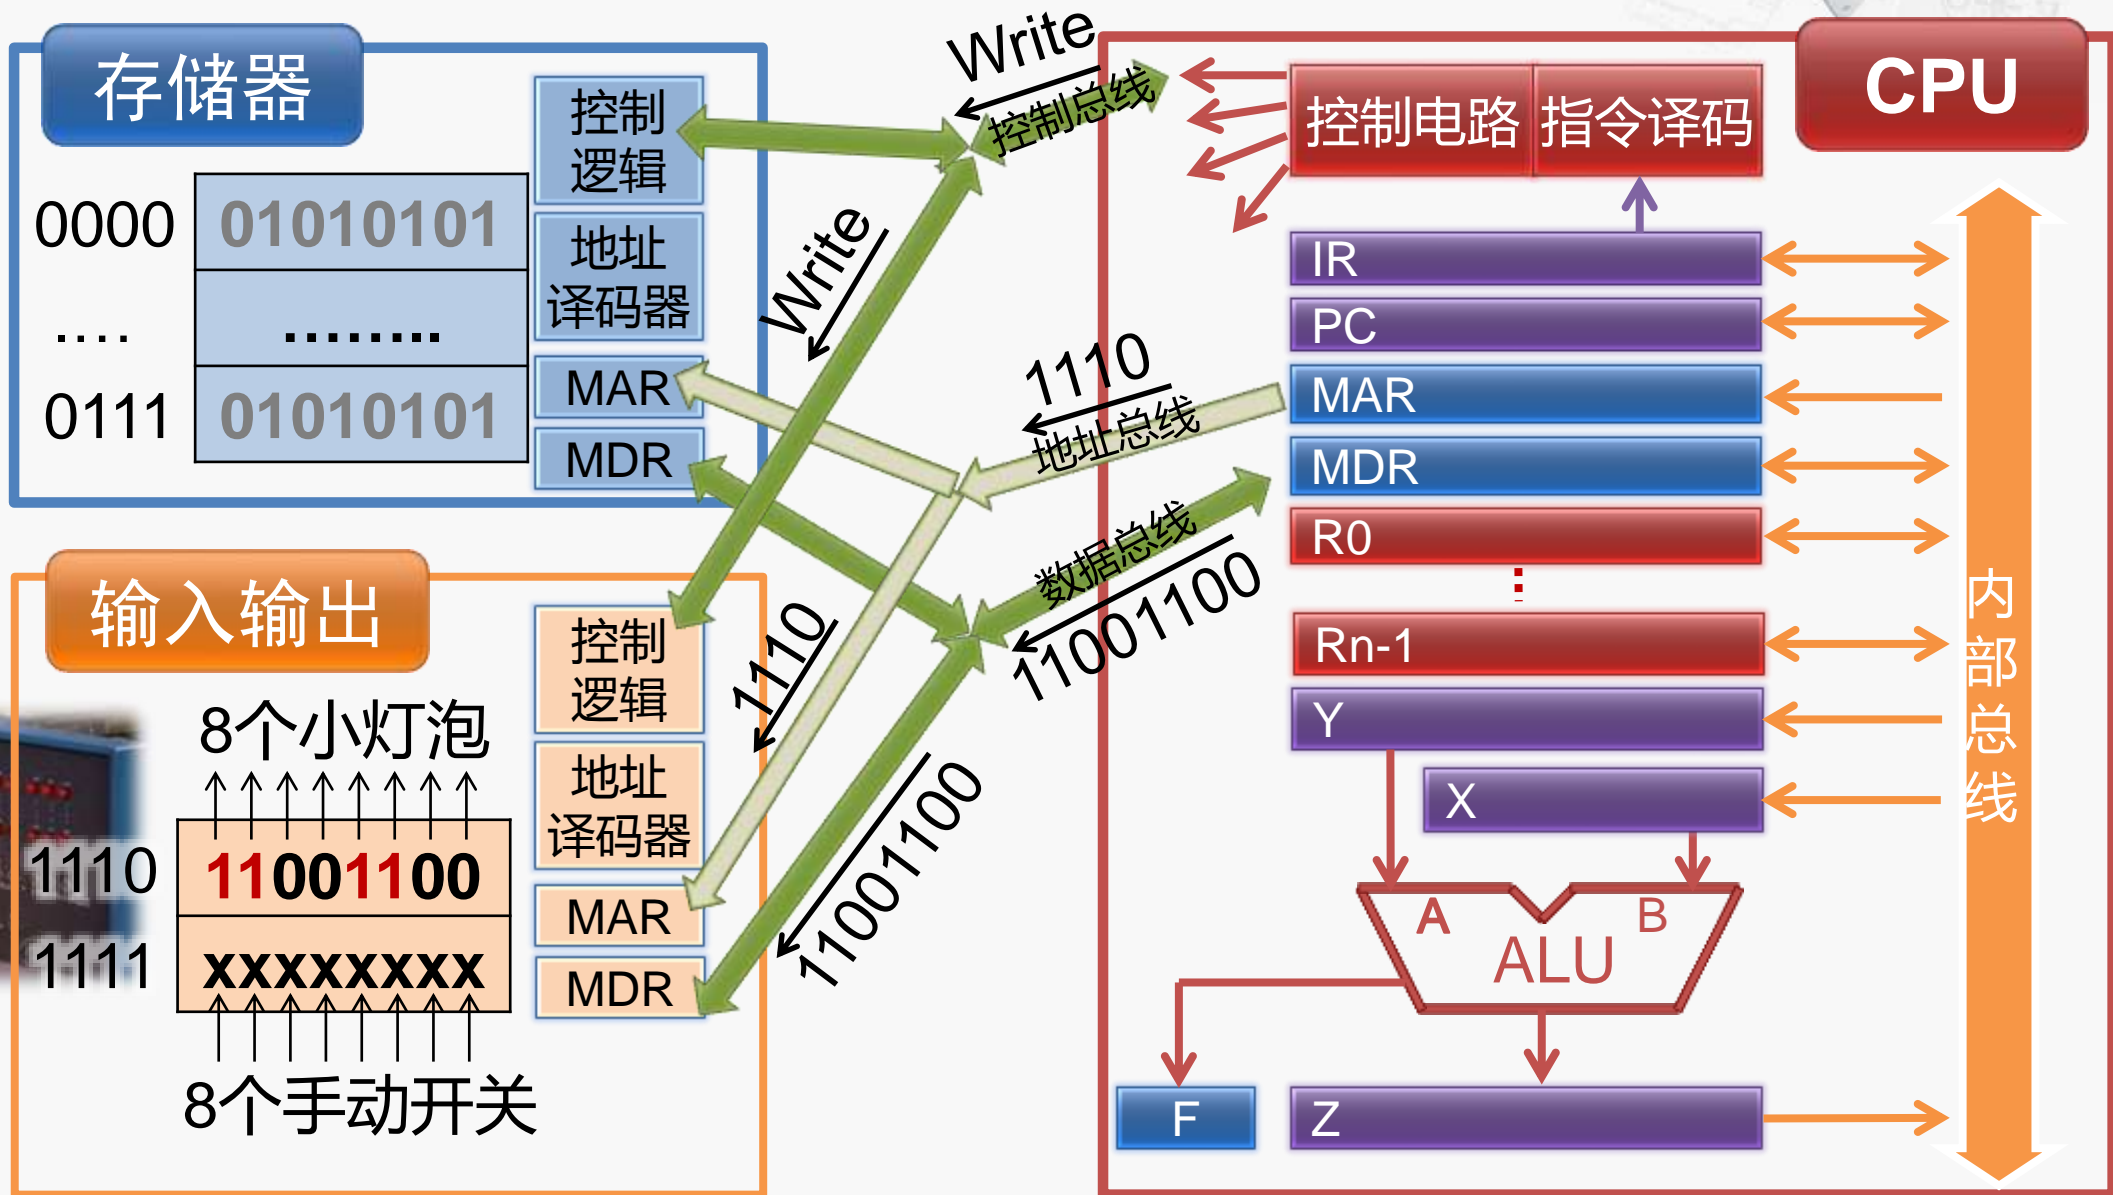 存储器
控制
逻辑
0000 01010101
地址
译码器
.... ........
MAR
0111 01010101
MDR
Write
控制总线
Write
1110
地址总线
数据总线
11001100
1110
11001100
输入输出
控制
逻辑
8个小灯泡
地址
译码器
1110 11001100
MAR
1111 xxxxxxxx
MDR
8个手动开关
CPU
控制电路 指令译码
IR
PC
MAR
MDR
R0
Rn-1
Y
X
A B
ALU
F Z
内部总线